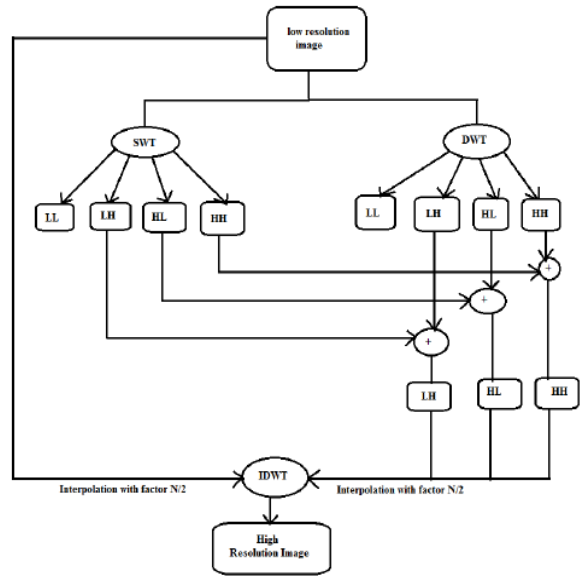 low resolution
image
SWT
DWT
LL
LH
HL
HH
LL
LH
HL
HH
+
+
+
LH
HL
HH
IDWT
Interpolation with factor N/2
Interpolation with factor N/2
High
Resolution Image